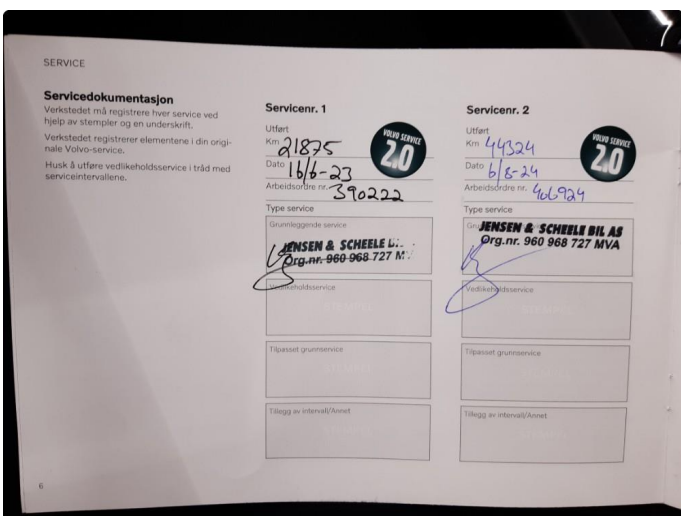 SERVICE
Servicedokumentasjon
Verkstedet må registrere hver service ved
hjelp av stempler og en underskrift.
Verkstedet registrerer elementene i din origi-
nale Volvo-service.
Husk å utføre vedlikeholdsservice i tråd med
serviceintervallene.
Servicenr. 1
Utført
Km 21875
Dato 16/6-23
Arbeidsordre nr. 390222
VOLVO SERVICE
2.0
Type service
Grunnleggende service
JENSEN & SCHEELE
Org.nr. 960 968 727 M
Vedlikeholdsservice
Tilpasset grunnservice
Tillegg av intervall/Annet
Servicenr. 2
Utført
Km 44324
Dato 6/8-24
Arbeidsordre nr. 406924
VOLVO SERVICE
2.0
Type service
JENSEN & SCHEELE BIL AS
Org.nr. 960 968 727 MVA
Vedlikeholdsservice
STEMPEL
Tilpasset grunnservice
Tillegg av intervall/Annet
6